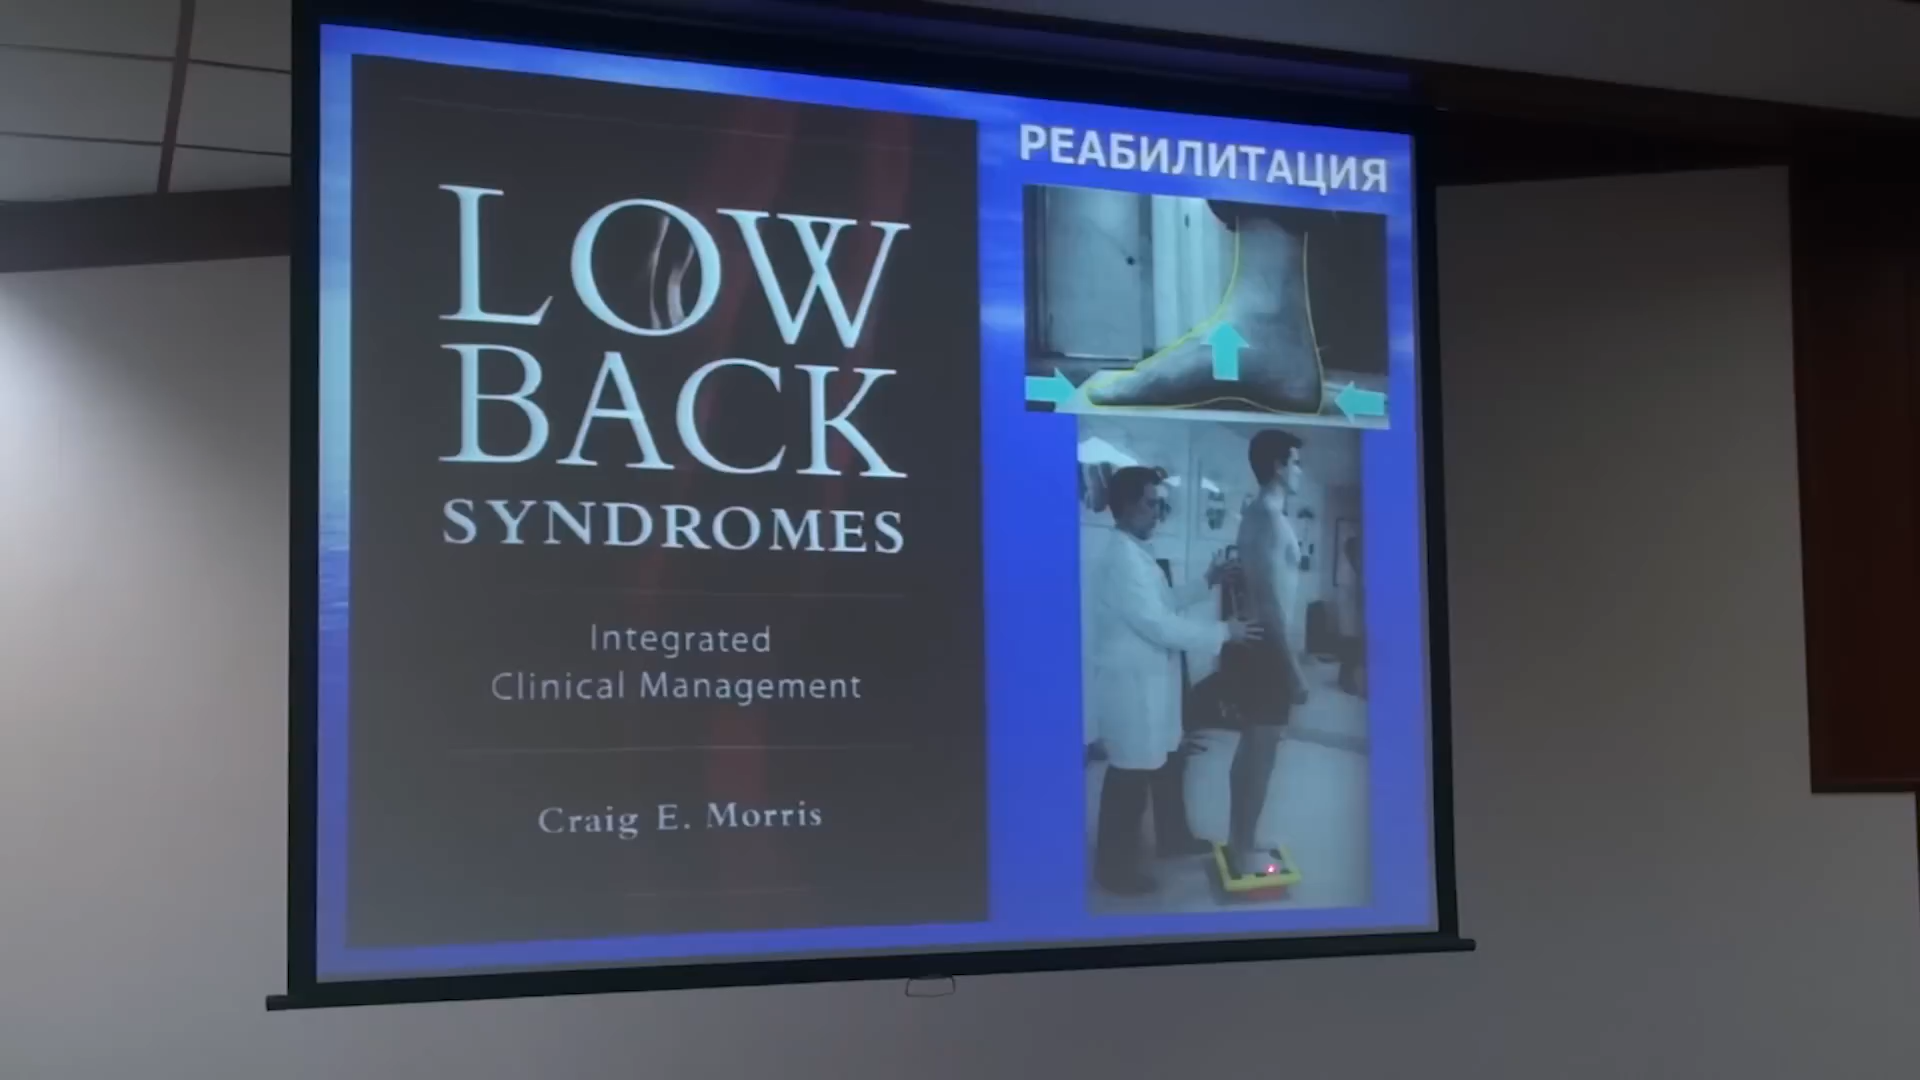 LOW
BACK
SYNDROMES
Integrated
Clinical Management
Craig E. Morris
РЕАБИЛИТАЦИЯ